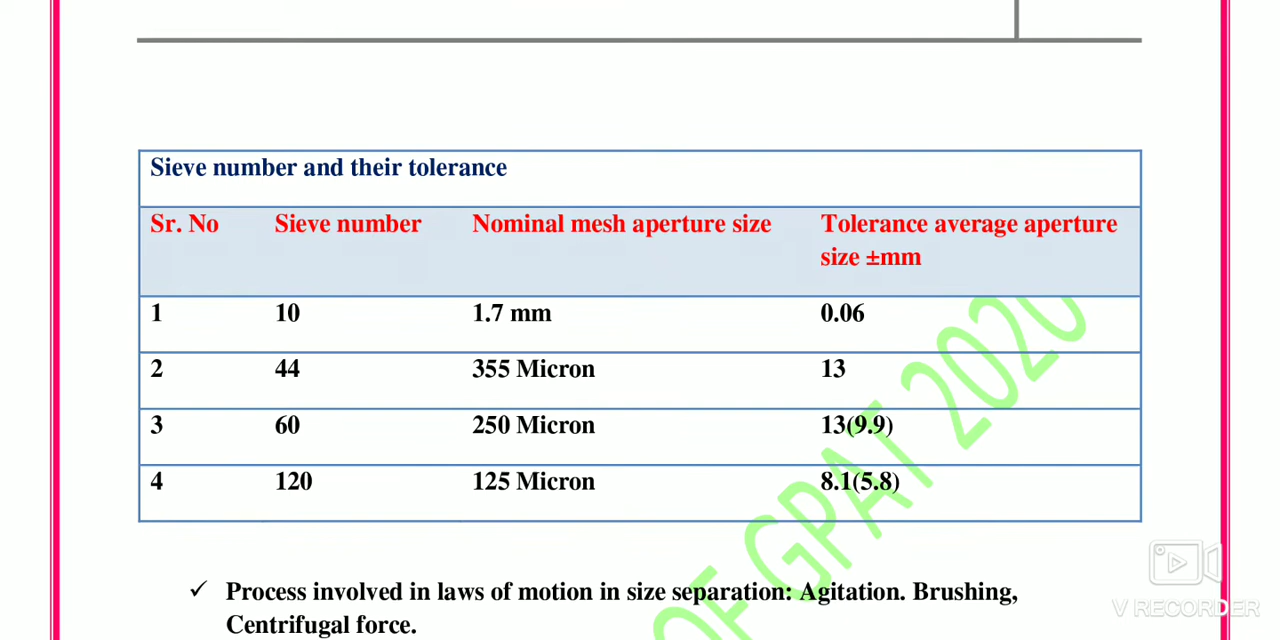 Sieve number and their tolerance
Sr. No Sieve number Nominal mesh aperture size Tolerance average aperture
size ±mm
1 10 1.7 mm 0.06
2 44 355 Micron 13
3 60 250 Micron 13(9.9)
4 120 125 Micron 8.1(5.8)
OF GPAT 2020
✓ Process involved in laws of motion in size separation: Agitation. Brushing,
Centrifugal force.
V RECORDER